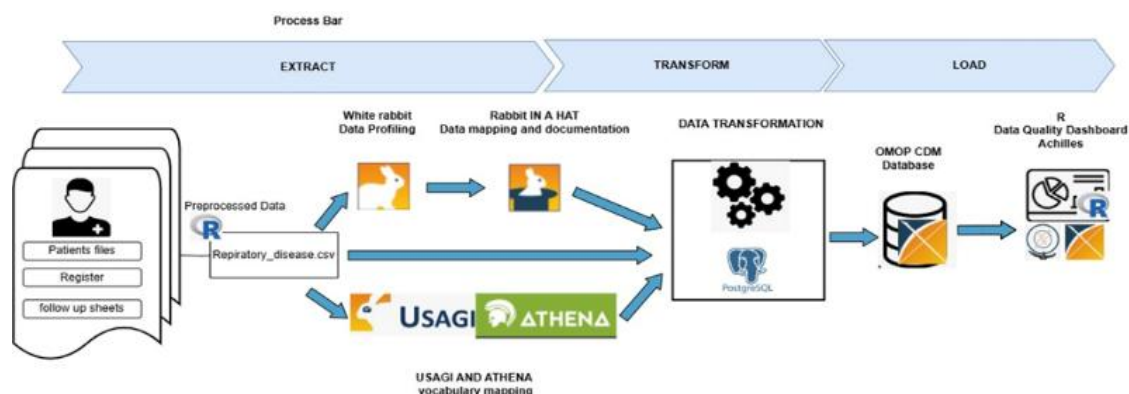 Process Bar
EXTRACT
TRANSFORM
LOAD
White rabbit
Data Profiling
Rabbit IN A HAT
Data mapping and documentation
DATA TRANSFORMATION
OMOP CDM
Database
R
Data Quality Dashboard
Achilles
Preprocessed Data
R
Repiratory_disease.csv
Patients files
Register
follow up sheets
PostgreSQL
R
USAGI
ATHENA
USAGI AND ATHENA
vocabulary mapping